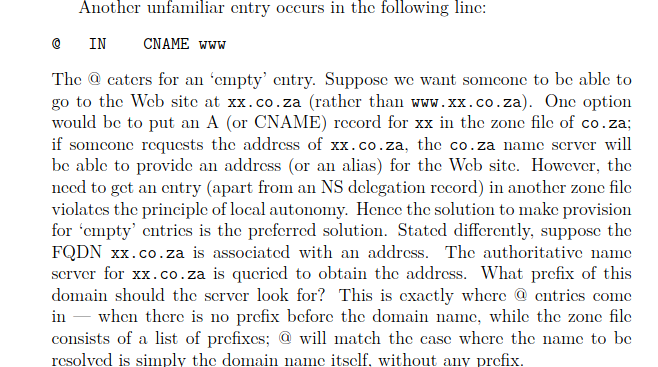 Another unfamiliar entry occurs in the following line:
@ IN CNAME www
The @ caters for an ‘empty’ entry. Suppose we want someone to be able to
go to the Web site at xx.co.za (rather than www.xx.co.za). One option
would be to put an A (or CNAME) record for xx in the zone file of co.za;
if someone requests the address of xx.co.za, the co.za name server will
be able to provide an address (or an alias) for the Web site. However, the
need to get an entry (apart from an NS delegation record) in another zone file
violates the principle of local autonomy. Hence the solution to make provision
for ‘empty’ entries is the preferred solution. Stated differently, suppose the
FQDN xx.co.za is associated with an address. The authoritative name
server for xx.co.za is queried to obtain the address. What prefix of this
domain should the server look for? This is exactly where @ entries come
in — when there is no prefix before the domain name, while the zone file
consists of a list of prefixes; @ will match the case where the name to be
resolved is simply the domain name itself, without any prefix.